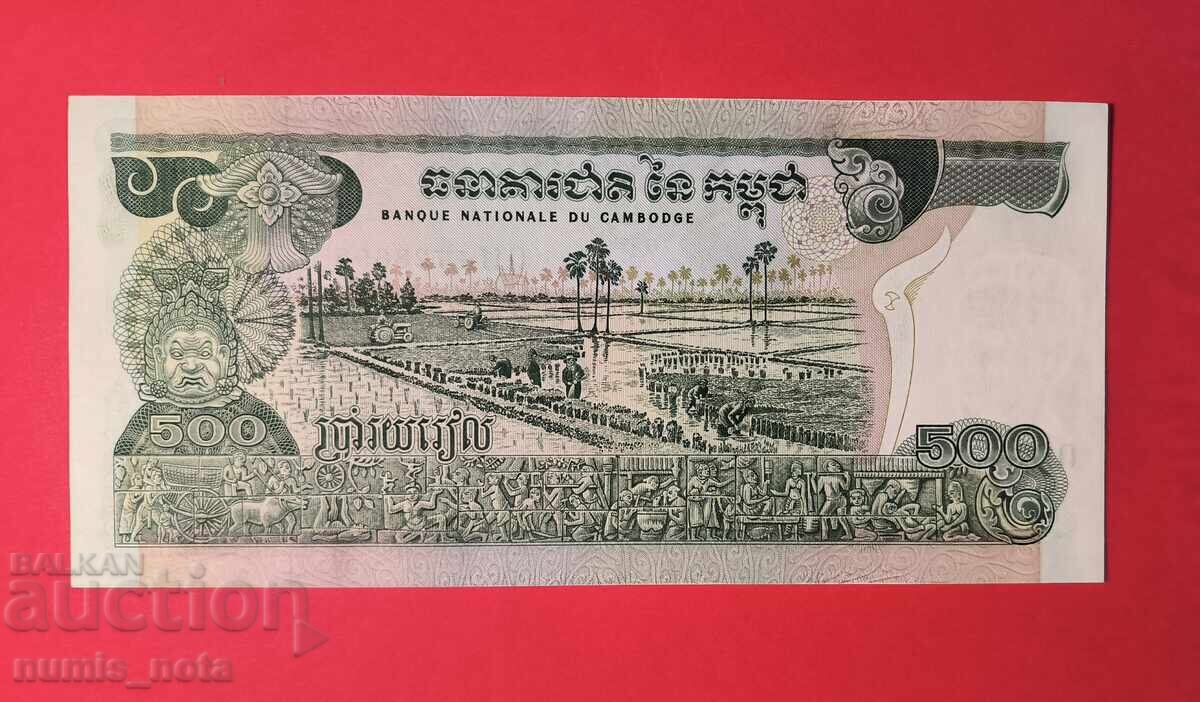 ធនាគារជាតិ នៃ កម្ពុជា
BANQUE NATIONALE DU CAMBODGE
500
ប្រាំរយរៀល
500
BALKAN
auction
numis_nota